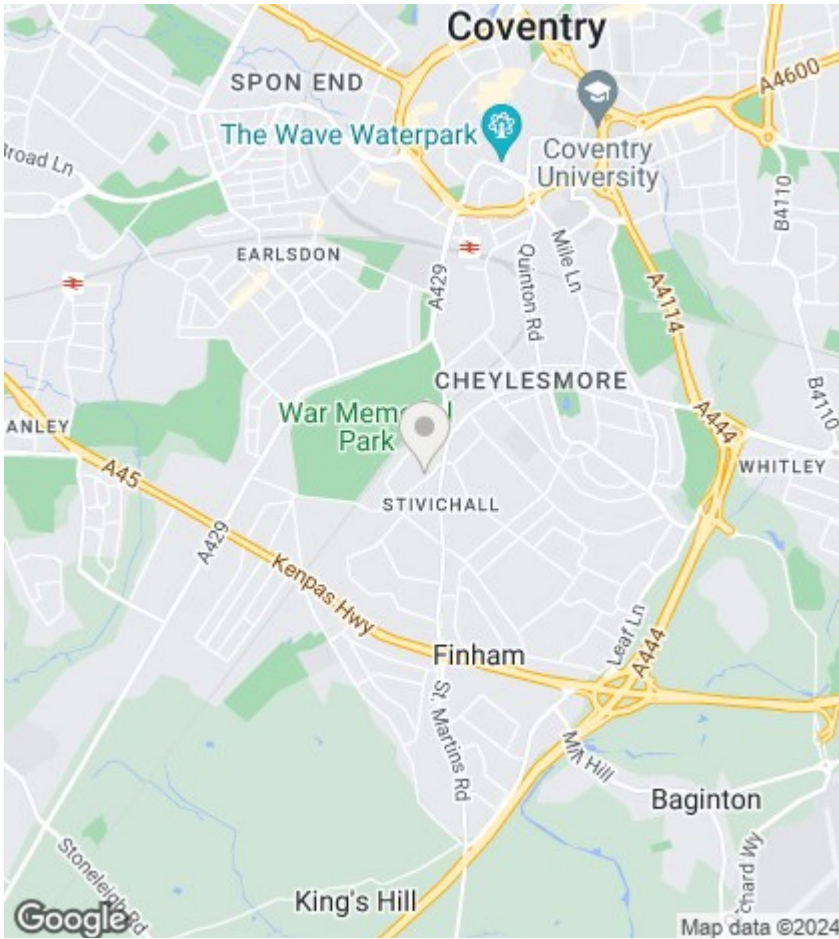 Coventry
SPON END
A4600
The Wave Waterpark
Coventry
University
Broad Ln
B4110
EARLSDON
Mile Ln
Quinton Rd
A429
A4114
CHEYLESMORE
War Memorial
Park
A444
B4110
ANLEY
WHITLEY
A45
STIVICHALL
A429
Kenpas Hwy
Leaf Ln
Finham
A444
St. Martins Rd
Mill Hill
Baginton
Stoneleigh Rd
chard Wy
King's Hill
Google
Map data ©2024